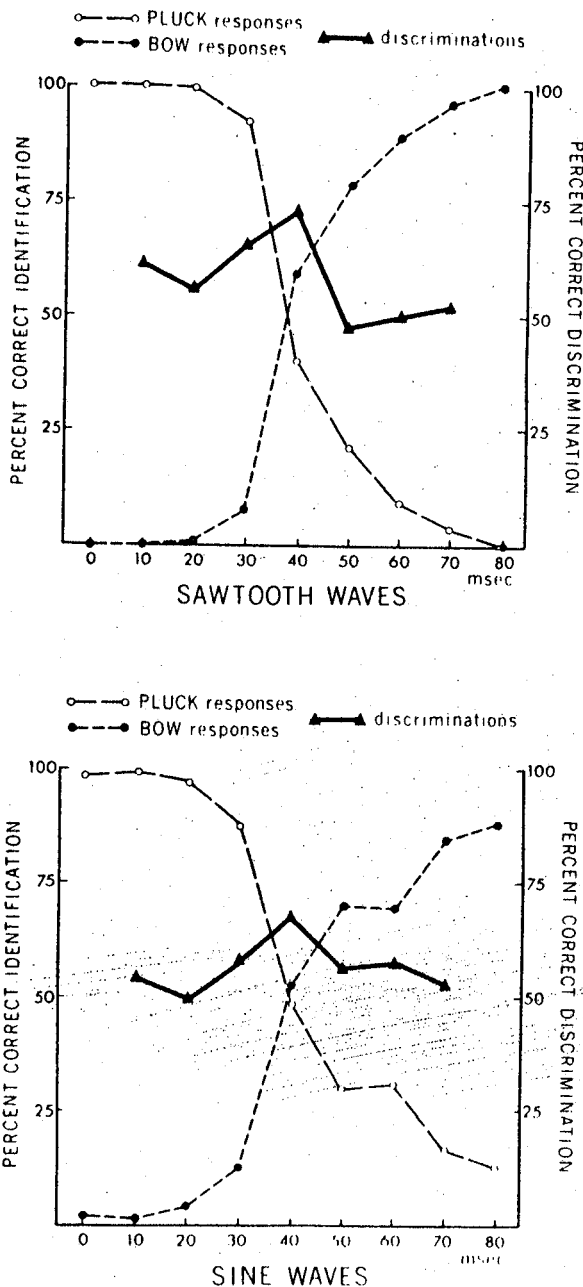 PLUCK responses
BOW responses
discriminations
100
75
50
25
PERCENT CORRECT IDENTIFICATION
100
75
50
25
PERCENT CORRECT DISCRIMINATION
0 10 20 30 40 50 60 70 80
msec
SAWTOOTH WAVES
PLUCK responses
BOW responses
discriminations
100
75
50
25
PERCENT CORRECT IDENTIFICATION
100
75
50
25
PERCENT CORRECT DISCRIMINATION
0 10 20 30 40 50 60 70 80
msec
SINE WAVES